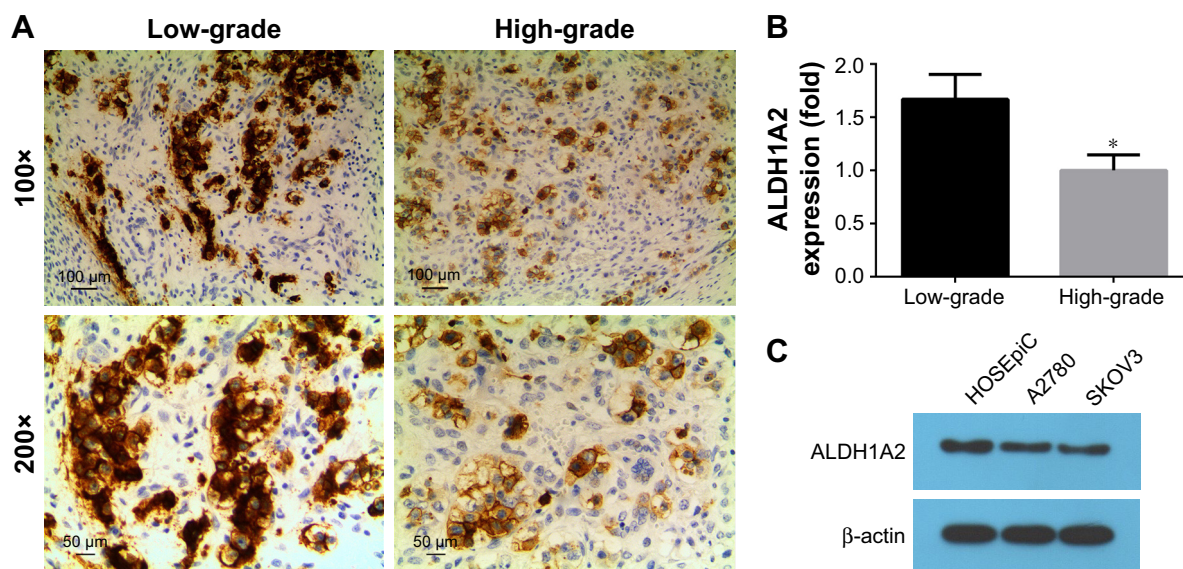 A
Low-grade
High-grade
100×
100 µm
100 µm
200×
50 µm
50 µm
B
ALDH1A2
expression (fold)
2.0
1.5
1.0
0.5
0.0
*
Low-grade
High-grade
C
HOSEpiC
A2780
SKOV3
ALDH1A2
β-actin